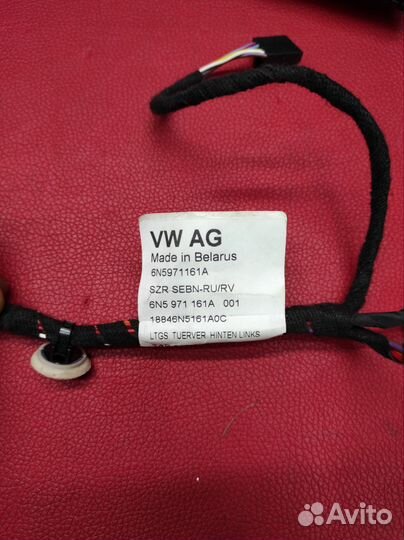 VW AG
Made in Belarus
6N5971161A
SZR SEBN-RU/RV
6N5 971 161A 001
18846N5161A0C
LTGS TUERVER HINTEN LINKS
Avito